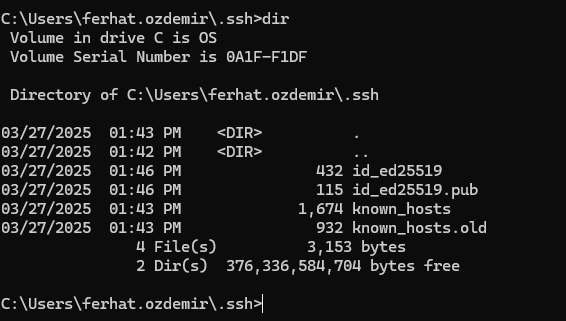 C:\Users\ferhat.ozdemir\.ssh>dir
 Volume in drive C is OS
 Volume Serial Number is 0A1F-F1DF

 Directory of C:\Users\ferhat.ozdemir\.ssh

03/27/2025  01:43 PM    <DIR>          .
03/27/2025  01:42 PM    <DIR>          ..
03/27/2025  01:46 PM               432 id_ed25519
03/27/2025  01:46 PM               115 id_ed25519.pub
03/27/2025  01:43 PM             1,674 known_hosts
03/27/2025  01:43 PM               932 known_hosts.old
               4 File(s)          3,153 bytes
               2 Dir(s)  376,336,584,704 bytes free

C:\Users\ferhat.ozdemir\.ssh>